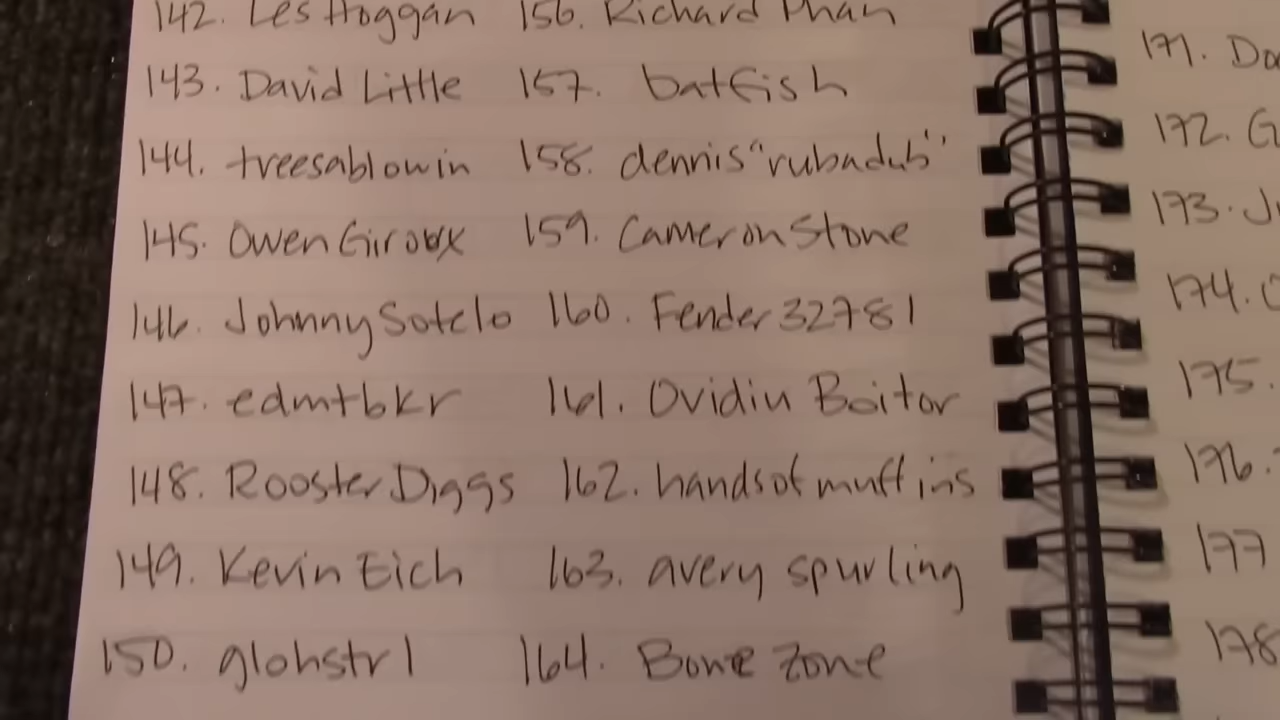 142. Les Hoggan
143. David Little
144. treesablowin
145. Owen Giroux
146. Johnny Sotelo
147. edmtbkr
148. Rooster Diggs
149. Kevin Eich
150. glohstr1
156. Richard Phan
157. batfish
158. dennis "rubadub"
159. Cameron Stone
160. Fender32781
161. Ovidiu Boitor
162. handsofmuffins
163. avery spurling
164. Bone zone
171. Do
172. G
173.
174.
175.
176.
177
178